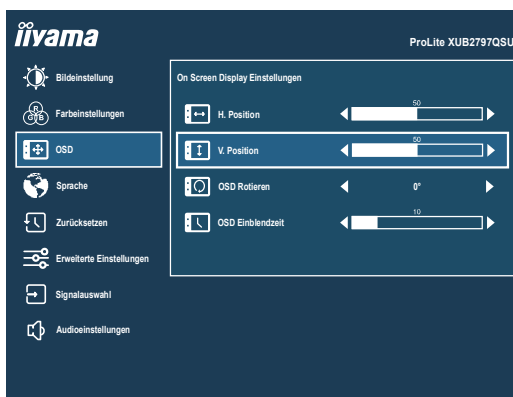 iiyama
ProLite XUB2797QSU
Bildeinstellung
Farbeinstellungen
R
G B
OSD
Sprache
Zurücksetzen
Erweiterte Einstellungen
Signalauswahl
Audioeinstellungen
On Screen Display Einstellungen
H. Position
50
V. Position
50
OSD Rotieren
0°
OSD Einblendzeit
10